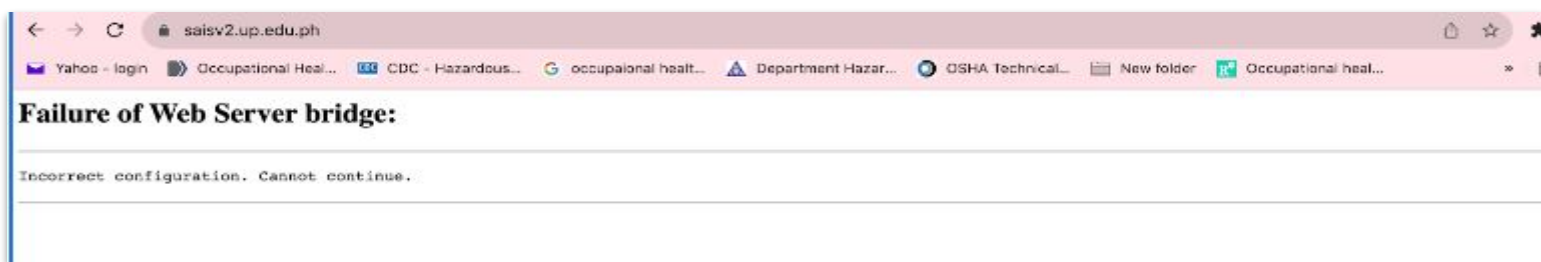 saisv2.up.edu.ph
Yahoo - login Occupational Heal... CDC - Hazardous... occupaional healt... Department Hazar... OSHA Technical... New folder Occupational heal... »
Failure of Web Server bridge:
Incorrect configuration. Cannot continue.